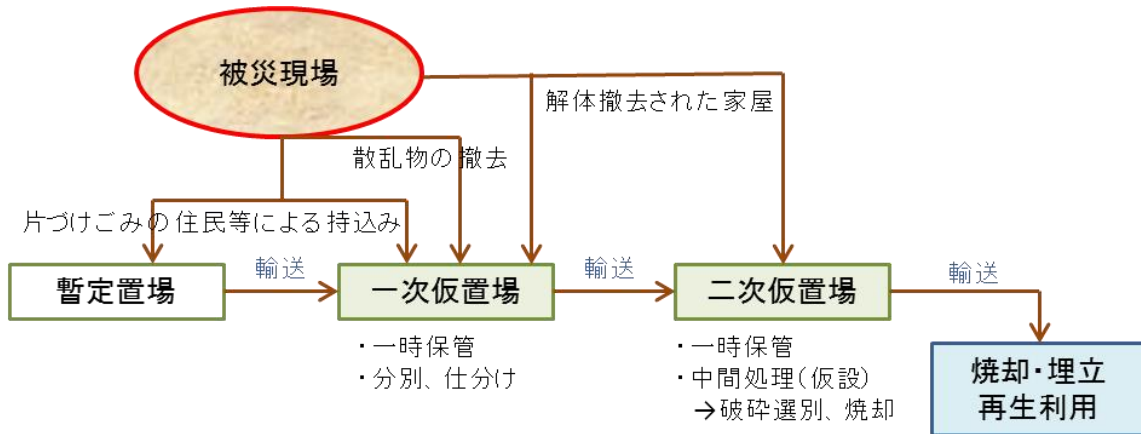 被災現場
解体撤去された家屋
散乱物の撤去
片づけごみの住民等による持込み
暫定置場
輸送
一次仮置場
輸送
二次仮置場
輸送
・一時保管
・分別、仕分け
・一時保管
・中間処理(仮設)
→破砕選別、焼却
焼却・埋立
再生利用